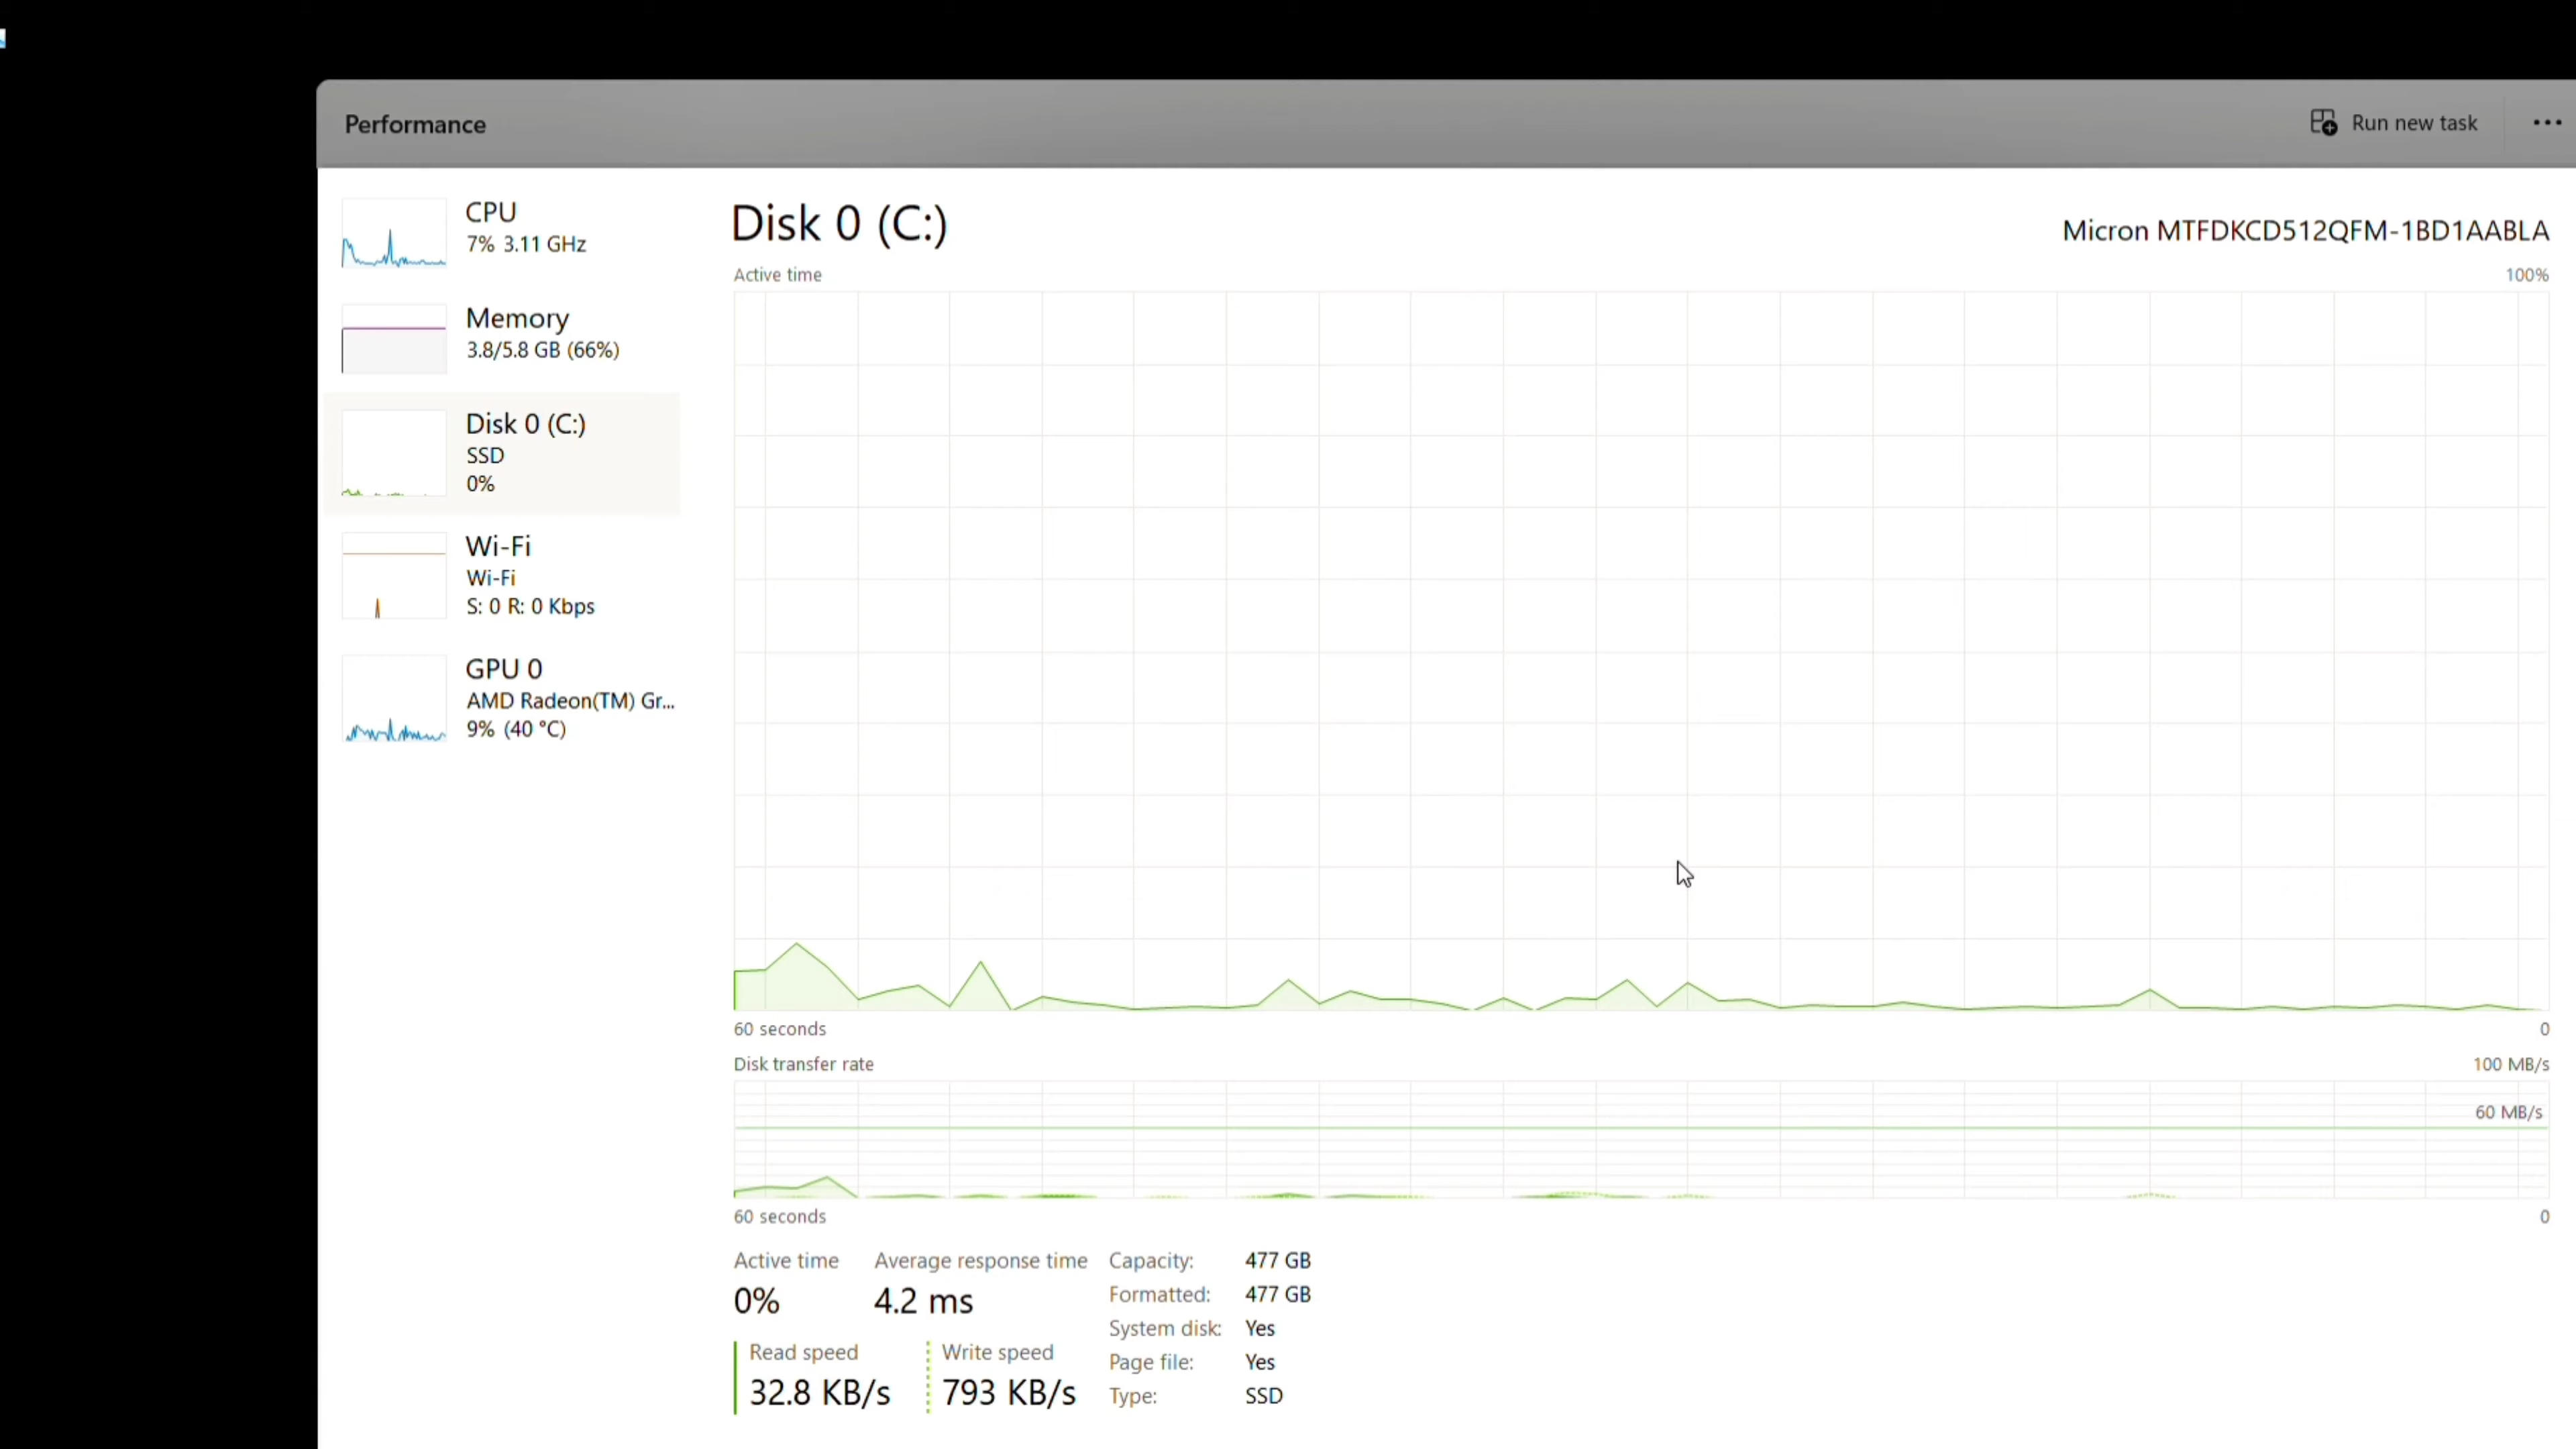 Performance
Run new task
CPU
7% 3.11 GHz
Memory
3.8/5.8 GB (66%)
Disk 0 (C:)
SSD
0%
Wi-Fi
Wi-Fi
S: 0 R: 0 Kbps
GPU 0
AMD Radeon(TM) Gr...
9% (40 °C)
Disk 0 (C:)
Micron MTFDKCD512QFM-1BD1AABLA
Active time
100%
60 seconds
0
Disk transfer rate
100 MB/s
60 MB/s
60 seconds
0
Active time
0%
Average response time
4.2 ms
Read speed
32.8 KB/s
Write speed
793 KB/s
Capacity: 477 GB
Formatted: 477 GB
System disk: Yes
Page file: Yes
Type: SSD